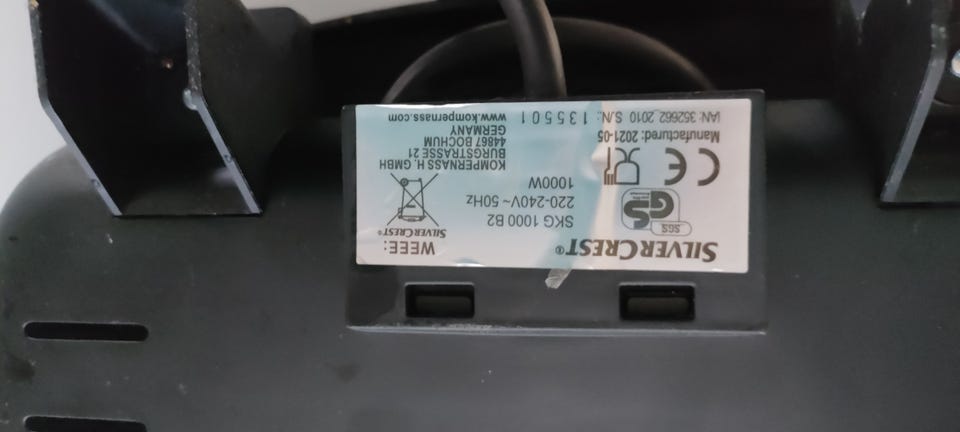 SILVERCREST®
SGS
GS
SKG 1000 B2
220-240V~ 50Hz
1000W
CE
Manufactured: 2021-05
IAN: 352662_2010 S./N.: 135501
WEEE:
SILVERCREST®
KOMPERNASS H. GMBH
BURGSTRASSE 21
44867 BOCHUM
GERMANY
www.kompernass.com